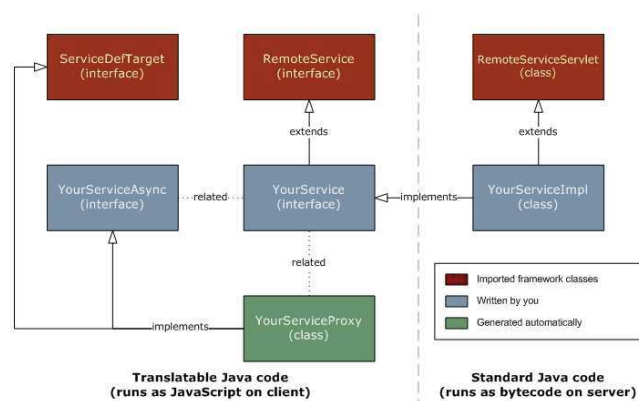 ServiceDefTarget
(interface)
RemoteService
(interface)
RemoteServiceServlet
(class)
extends
extends
YourServiceAsync
(interface)
related
YourService
(interface)
implements
YourServiceImpl
(class)
related
Imported framework classes
Written by you
Generated automatically
implements
YourServiceProxy
(class)
Translatable Java code
(runs as JavaScript on client)
Standard Java code
(runs as bytecode on server)